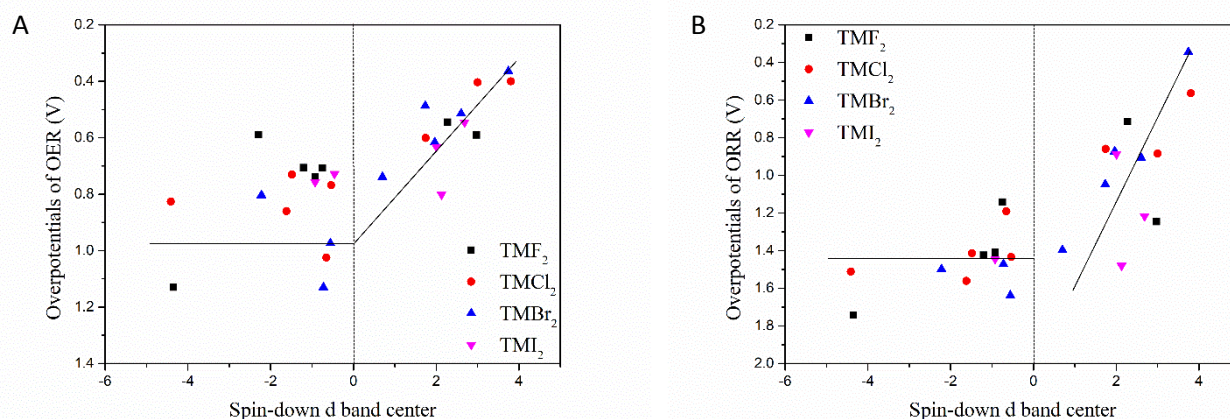 A
Overpotentials of OER (V)
0.2
0.4
0.6
0.8
1.0
1.2
1.4
-6
-4
-2
0
2
4
Spin-down d band center
TMF₂
TMCl₂
TMBr₂
TMI₂
B
Overpotentials of ORR (V)
0.2
0.4
0.6
0.8
1.0
1.2
1.4
1.6
1.8
2.0
-6
-4
-2
0
2
4
Spin-down d band center
TMF₂
TMCl₂
TMBr₂
TMI₂